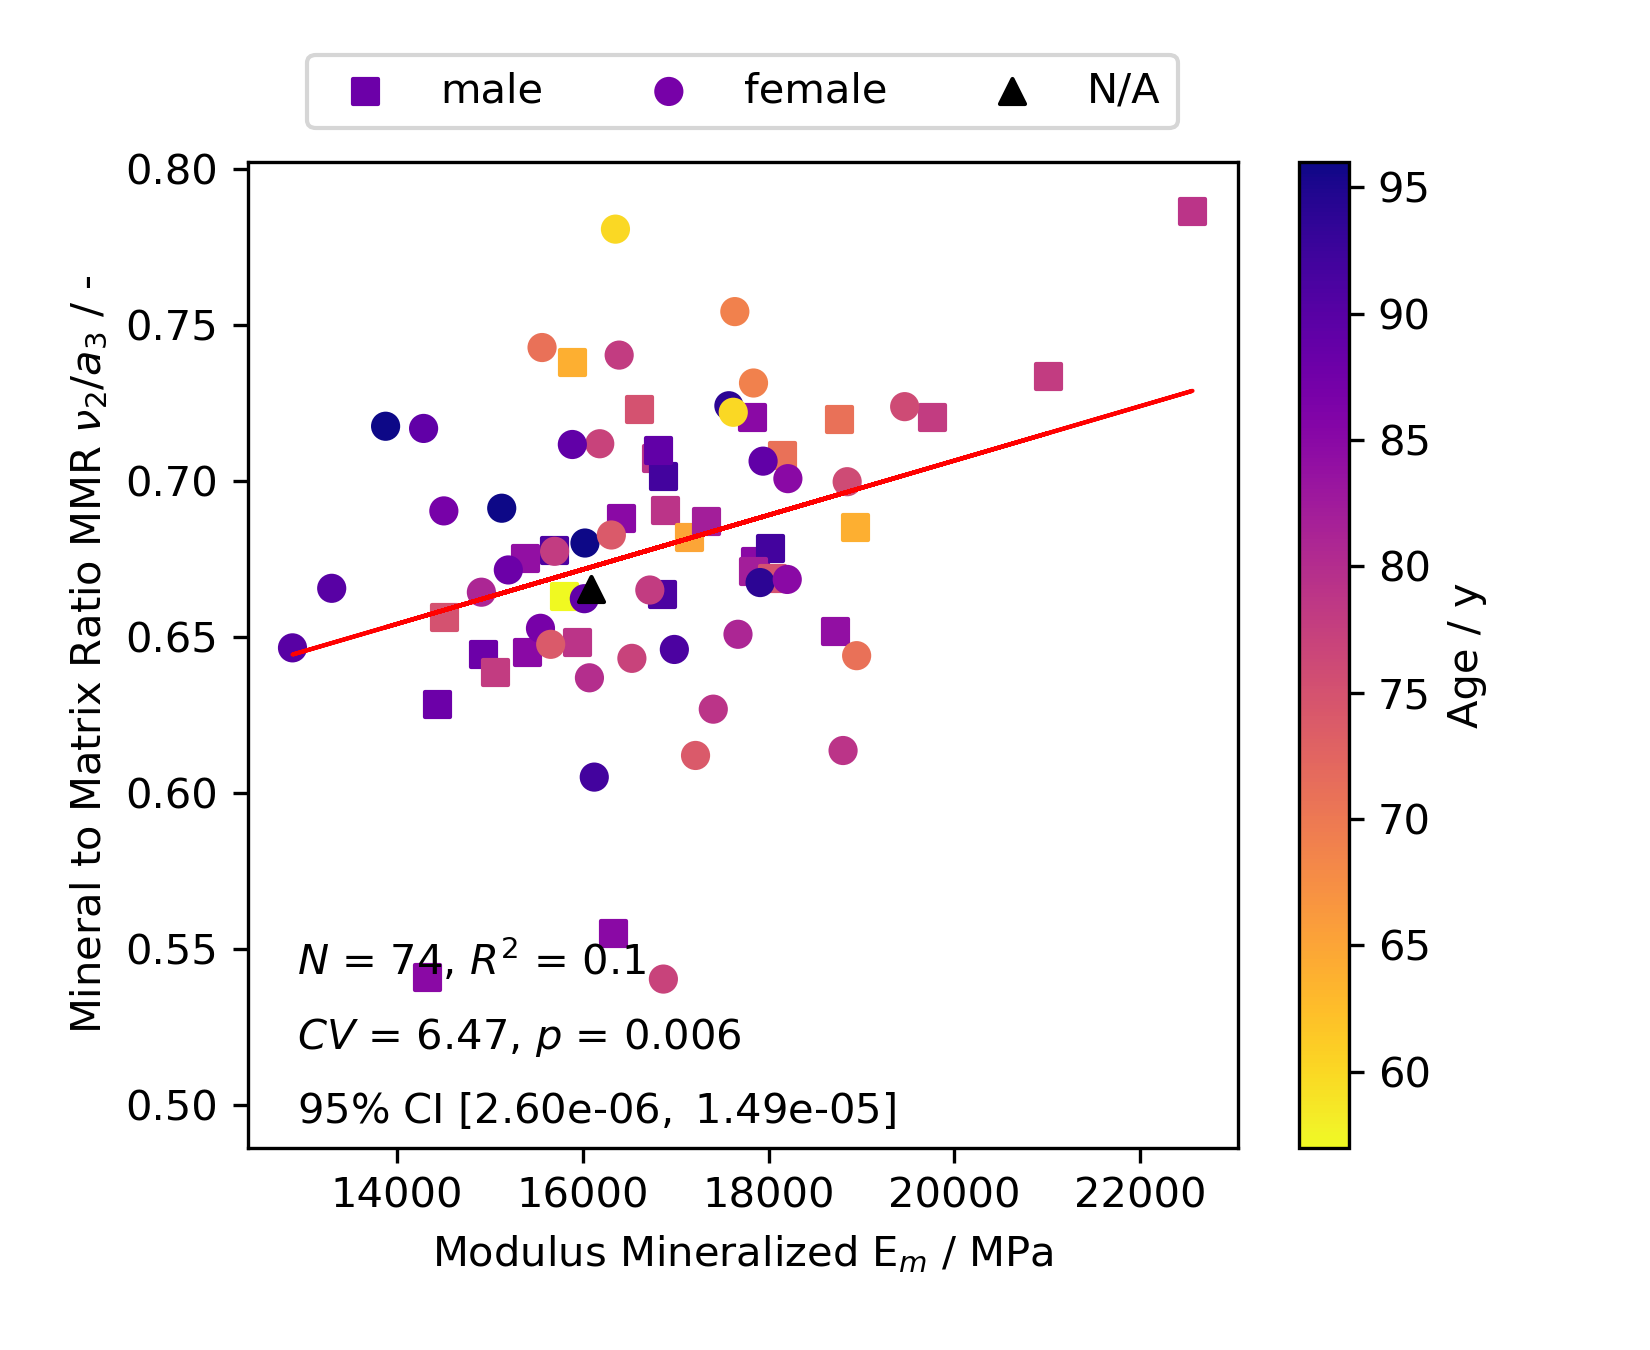 male female N/A
0.80
0.75
0.70
0.65
0.60
0.55
0.50
Mineral to Matrix Ratio MMR ν₂/a₃ / -
N = 74, R² = 0.1
CV = 6.47, p = 0.006
95% CI [2.60e-06, 1.49e-05]
14000 16000 18000 20000 22000
Modulus Mineralized Eₘ / MPa
95
90
85
80
75
70
65
60
Age / y